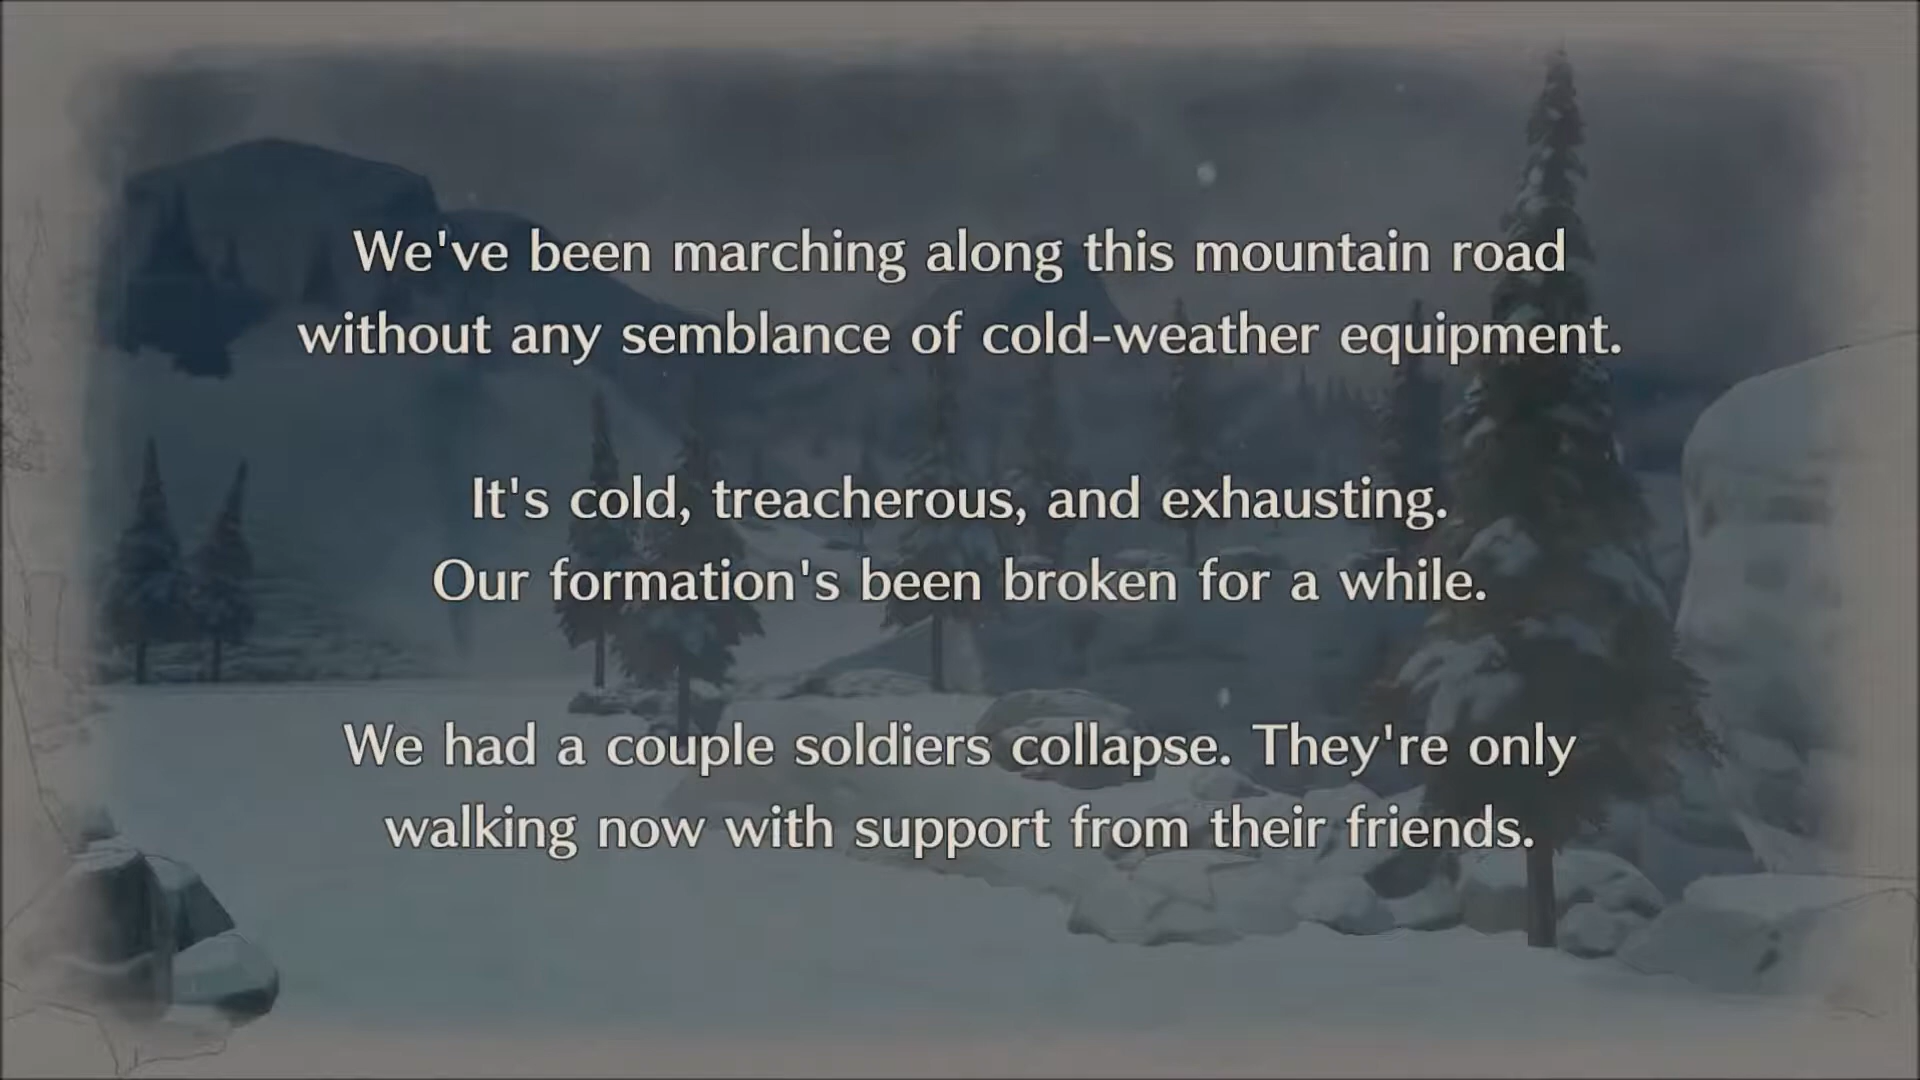 We've been marching along this mountain road
without any semblance of cold-weather equipment.
It's cold, treacherous, and exhausting.
Our formation's been broken for a while.
We had a couple soldiers collapse. They're only
walking now with support from their friends.